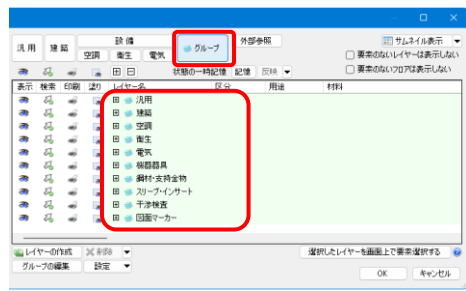 設備 外部参照 サムネイル表示
汎用 建築 空調 衛生 電気 グループ 要素のないレイヤーは表示しない
要素のないフロアは表示しない
状態の一時記憶 記憶 反映
表示 検索 印刷 塗り レイヤー名 区分 用途 材料
汎用
建築
空調
衛生
電気
機器器具
鋼材・支持金物
スリーブ・インサート
干渉検査
図面マーカー
レイヤーの作成 削除 選択したレイヤーを画面上で要素選択する
グループの編集 設定
OK キャンセル